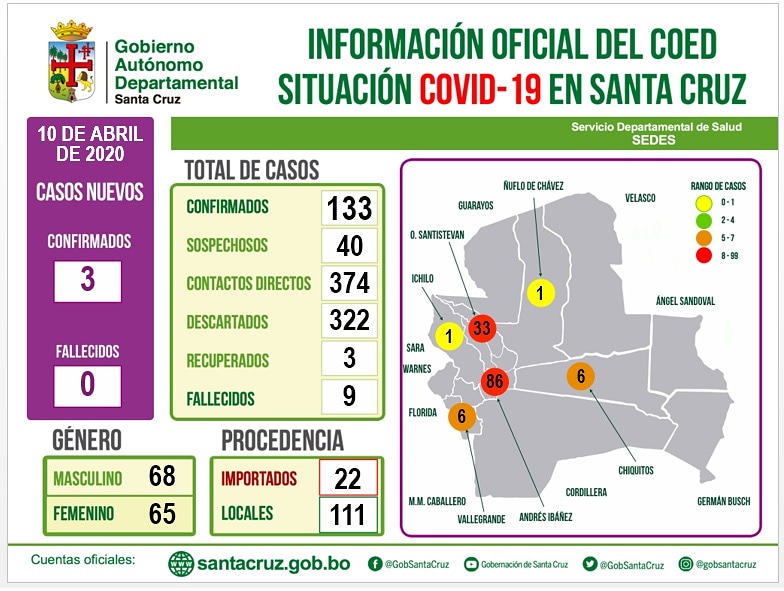 Gobierno
Autónomo
Departamental
Santa Cruz
INFORMACIÓN OFICIAL DEL COED
SITUACIÓN COVID-19 EN SANTA CRUZ
Servicio Departamental de Salud
SEDES
10 DE ABRIL
DE 2020
CASOS NUEVOS
CONFIRMADOS
3
FALLECIDOS
0
TOTAL DE CASOS
CONFIRMADOS 133
SOSPECHOSOS 40
CONTACTOS DIRECTOS 374
DESCARTADOS 322
RECUPERADOS 3
FALLECIDOS 9
GÉNERO
MASCULINO 68
FEMENINO 65
PROCEDENCIA
IMPORTADOS 22
LOCALES 111
ÑUFLO DE CHÁVEZ
GUARAYOS
VELASCO
RANGO DE CASOS
0 - 1
2 - 4
5 - 7
8 - 99
O. SANTISTEVAN
ICHILO
ÁNGEL SANDOVAL
1
33
1
SARA
WARNES
86
6
FLORIDA
6
CHIQUITOS
CORDILLERA
M.M. CABALLERO
GERMÁN BUSCH
VALLEGRANDE
ANDRÉS IBÁÑEZ
Cuentas oficiales:
santacruz.gob.bo
@GobSantaCruz
Gobernación de Santa Cruz
@GobSantaCruz
@gobsantacruz